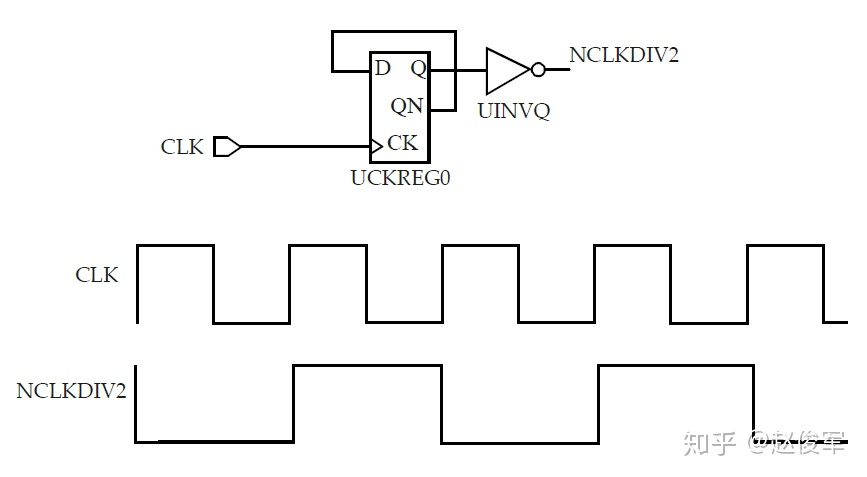 NCLKDIV2
D Q
QN
UINVQ
CLK
CK
UCKREG0
CLK
NCLKDIV2
知乎 @赵俊军